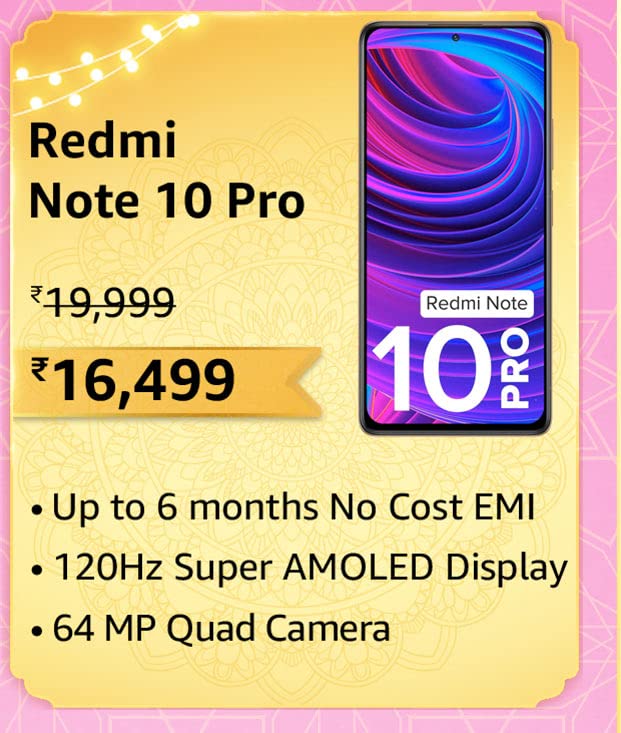 Redmi
Note 10 Pro
₹19,999
₹16,499
Redmi Note
10 PRO
• Up to 6 months No Cost EMI
• 120Hz Super AMOLED Display
• 64 MP Quad Camera